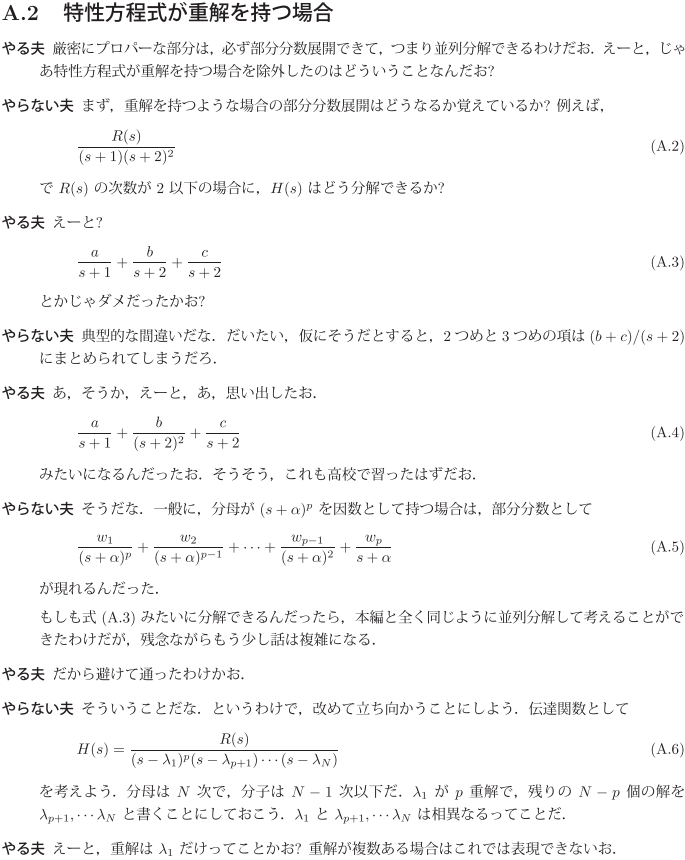 A.2 特性方程式が重解を持つ場合
やる夫 厳密にプロパーな部分は，必ず部分分数展開できて，つまり並列分解できるわけだお．えーと，じゃ
あ特性方程式が重解を持つ場合を除外したのはどういうことなんだお?
やらない夫 まず，重解を持つような場合の部分分数展開はどうなるか覚えているか? 例えば，
\frac{R(s)}{(s+1)(s+2)^2} (A.2)
で R(s) の次数が 2 以下の場合に，H(s) はどう分解できるか?
やる夫 えーと?
\frac{a}{s+1} + \frac{b}{s+2} + \frac{c}{s+2} (A.3)
とかじゃダメだったかお?
やらない夫 典型的な間違いだな．だいたい，仮にそうだとすると，2 つめと 3 つめの項は (b + c)/(s + 2)
にまとめられてしまうだろ．
やる夫 あ，そうか，えーと，あ，思い出したお．
\frac{a}{s+1} + \frac{b}{(s+2)^2} + \frac{c}{s+2} (A.4)
みたいになるんだったお．そうそう，これも高校で習ったはずだお．
やらない夫 そうだな．一般に，分母が (s + α)^p を因数として持つ場合は，部分分数として
\frac{w_1}{(s+α)^p} + \frac{w_2}{(s+α)^{p-1}} + ··· + \frac{w_{p-1}}{(s+α)^2} + \frac{w_p}{s+α} (A.5)
が現れるんだった．
もしも式 (A.3) みたいに分解できるんだったら，本編と全く同じように並列分解して考えることがで
きたわけだが，残念ながらもう少し話は複雑になる．
やる夫 だから避けて通ったわけかお．
やらない夫 そういうことだな．というわけで，改めて立ち向かうことにしよう．伝達関数として
H(s) = \frac{R(s)}{(s-λ_1)^p(s-λ_{p+1})···(s-λ_N)} (A.6)
を考えよう．分母は N 次で，分子は N − 1 次以下だ．λ_1 が p 重解で，残りの N − p 個の解を
λ_{p+1}, ··· λ_N と書くことにしておこう．λ_1 と λ_{p+1}, ··· λ_N は相異なるってことだ．
やる夫 えーと，重解は λ_1 だけってことかお? 重解が複数ある場合はこれでは表現できないお．